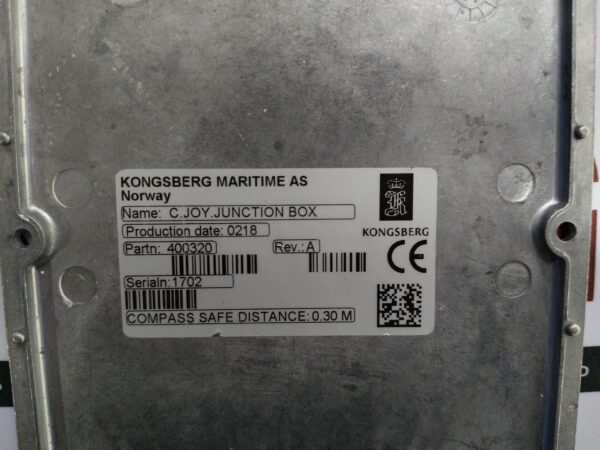 KONGSBERG MARITIME AS
Norway
Name: C.JOY.JUNCTION BOX
Production date: 0218
Partn: 400320 Rev.: A
Serialn:1702
COMPASS SAFE DISTANCE: 0.30 M
KONGSBERG
CE